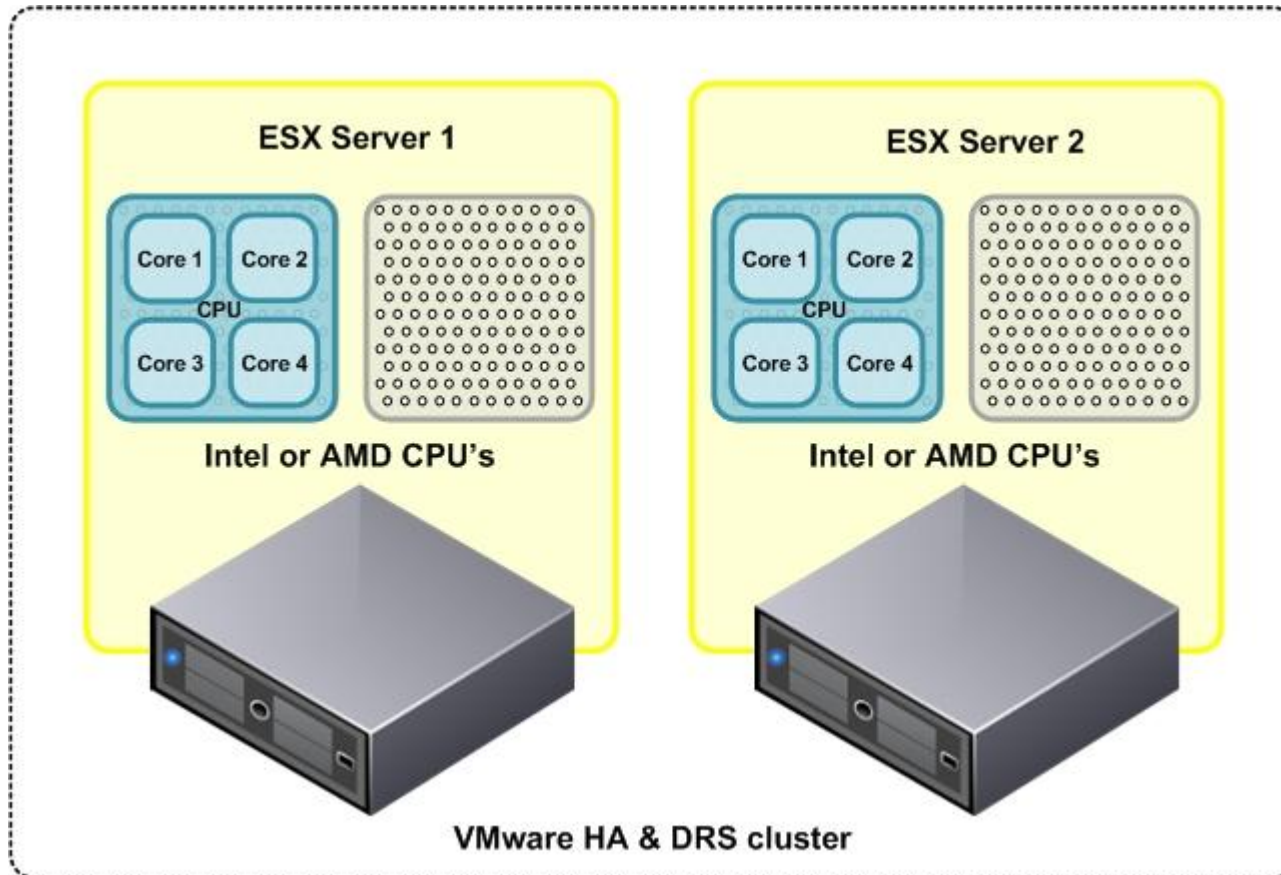 ESX Server 1
ESX Server 2
Core 1 Core 2
CPU
Core 3 Core 4
Core 1 Core 2
CPU
Core 3 Core 4
Intel or AMD CPU’s
Intel or AMD CPU’s
VMware HA & DRS cluster